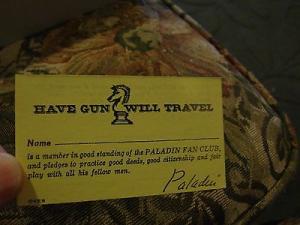 HAVE GUN WILL TRAVEL
Name
is a member in good standing of the PALADIN FAN CLUB,
and pledges to practice good deeds, good citizenship and fair
play with all his fellow men.
Paladin